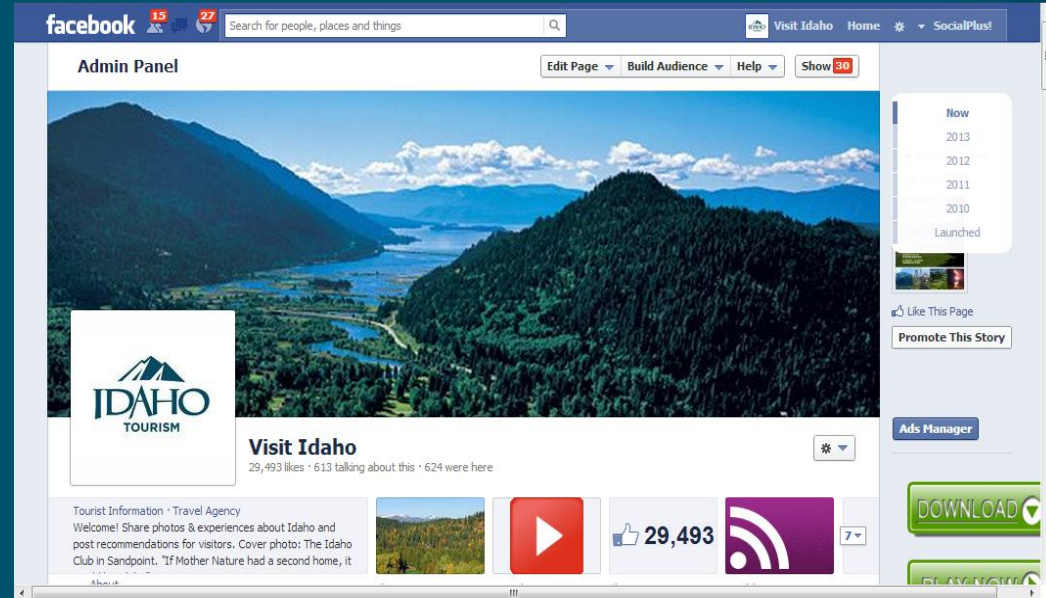 facebook 15 27 Search for people, places and things Visit Idaho Home SocialPlus!
Admin Panel Edit Page Build Audience Help Show 30
Now
2013
2012
2011
2010
Launched
Like This Page
Promote This Story
IDAHO
TOURISM
Ads Manager
Visit Idaho
29,493 likes · 613 talking about this · 624 were here
Tourist Information · Travel Agency
Welcome! Share photos & experiences about Idaho and
post recommendations for visitors. Cover photo: The Idaho
Club in Sandpoint. "If Mother Nature had a second home, it
29,493
7
DOWNLOAD
About
PLAY NOW